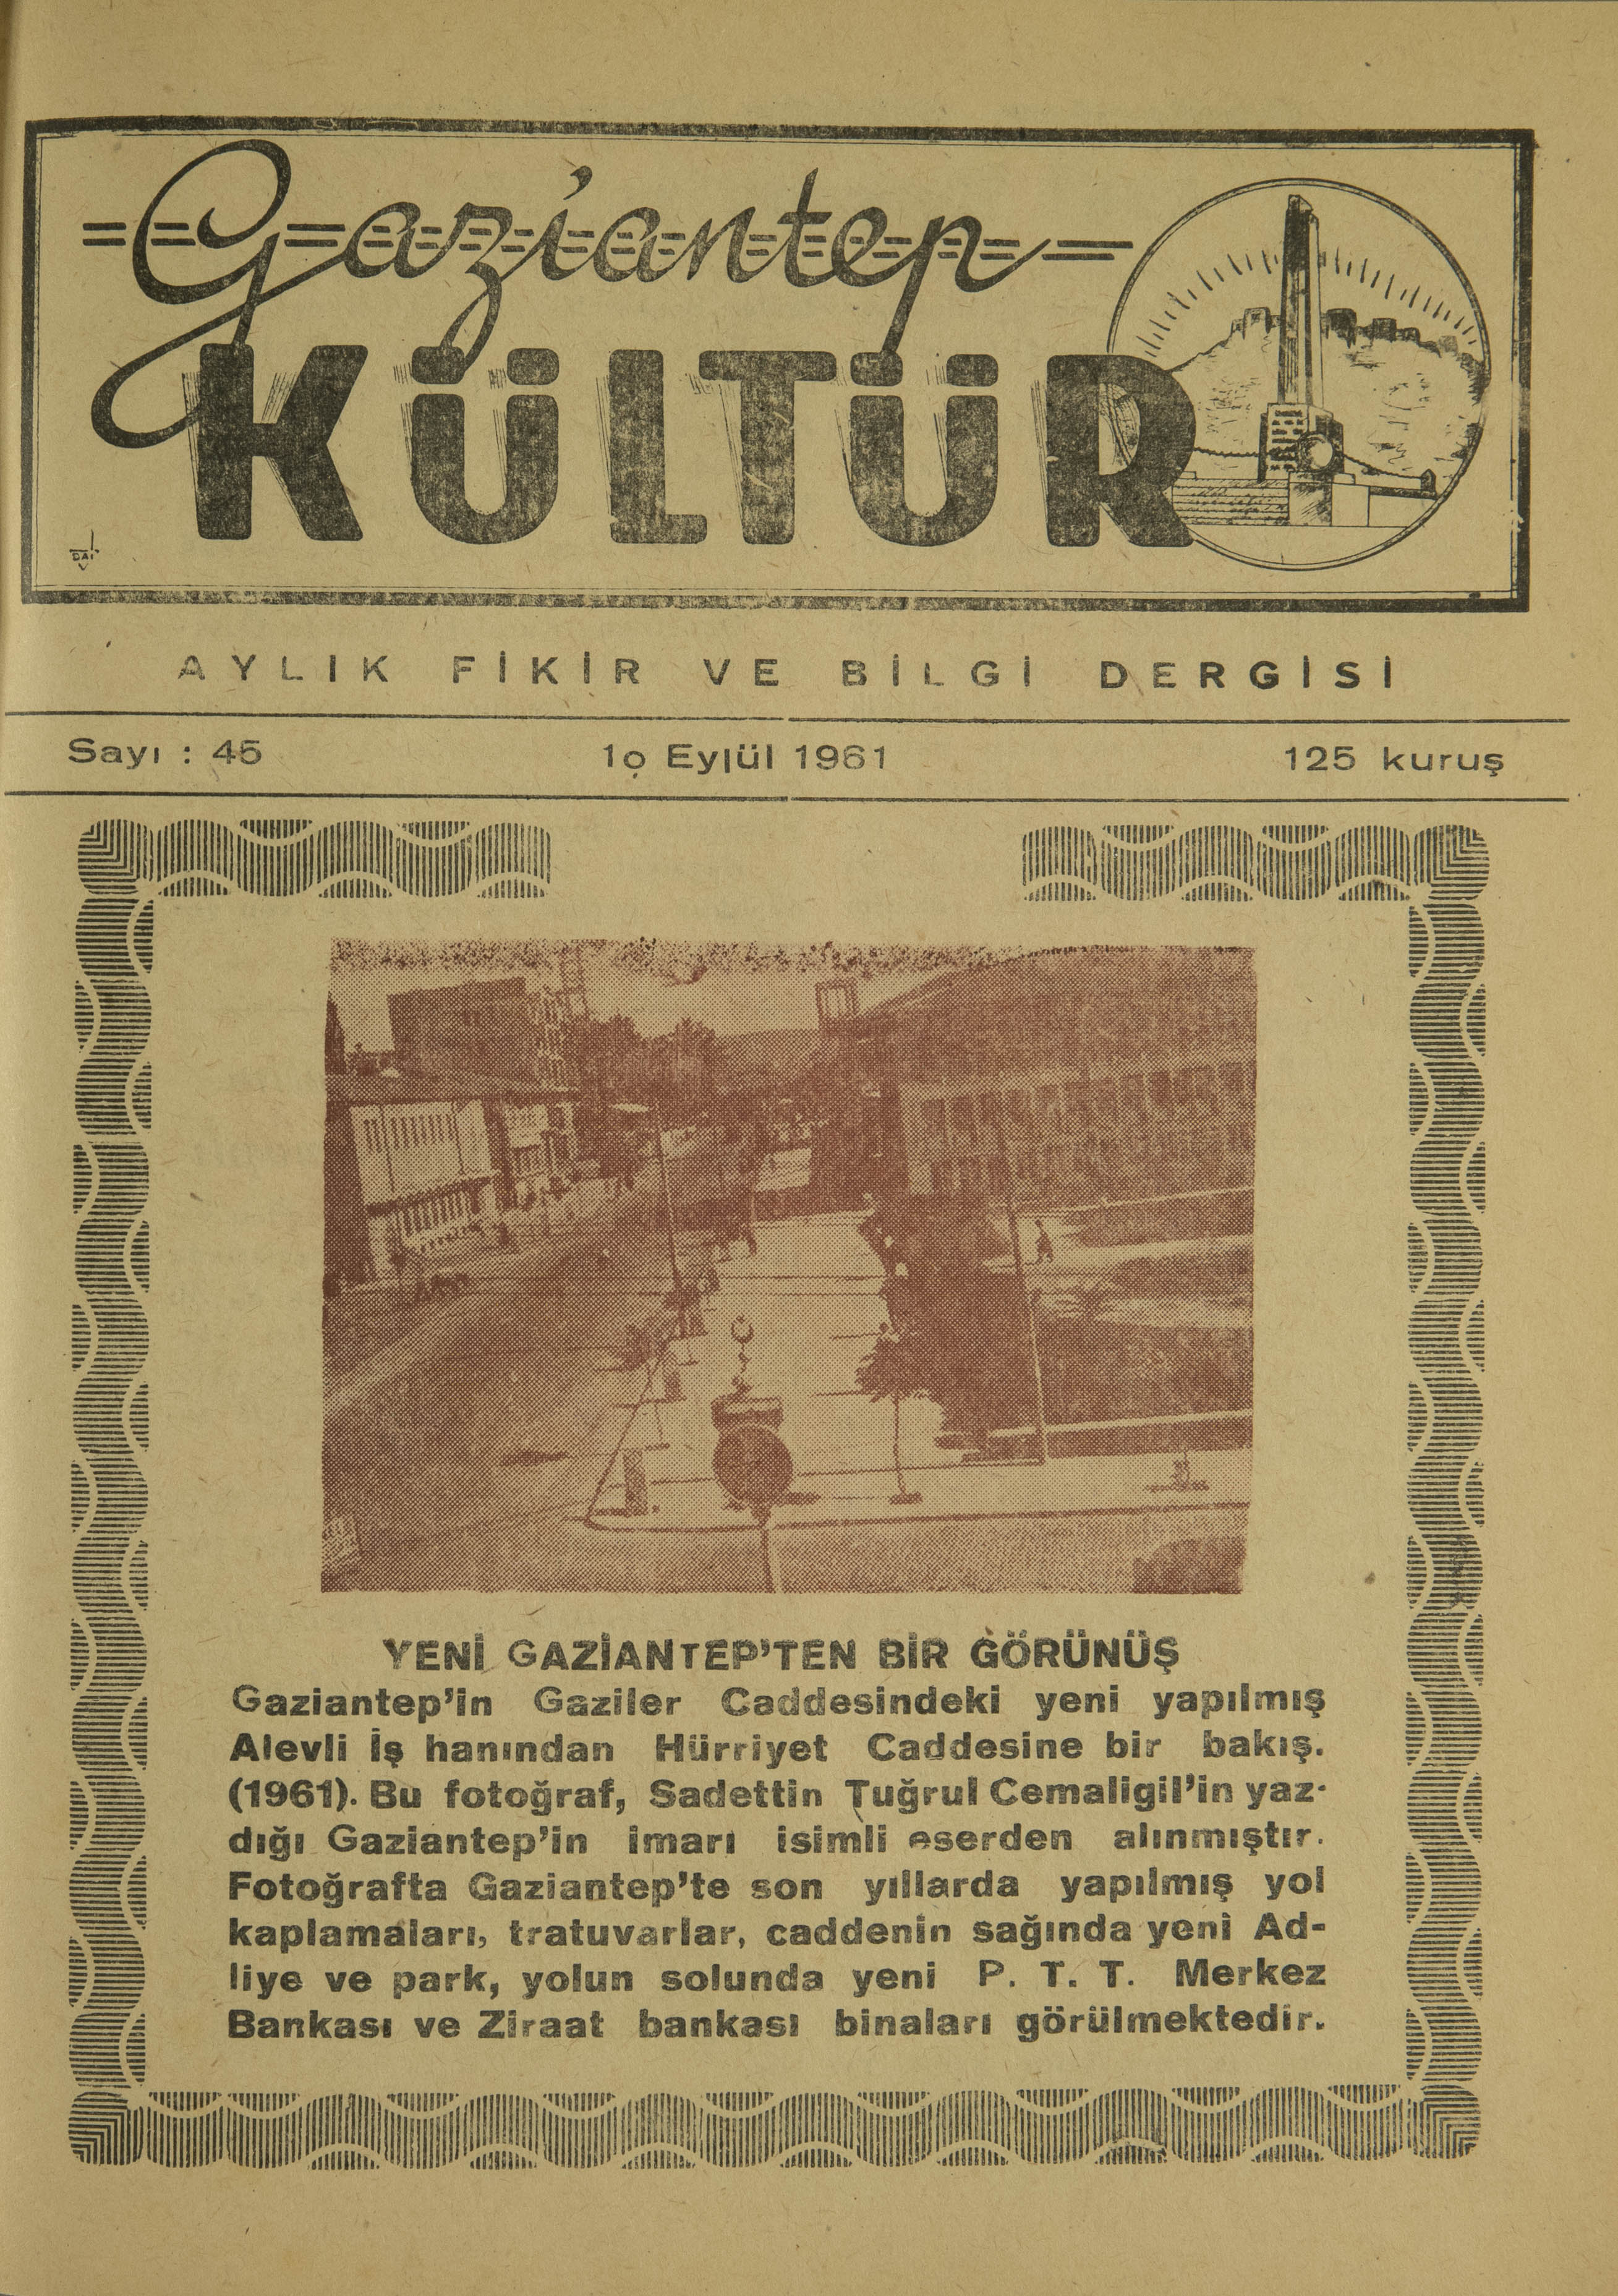 Gaziantep
KÜLTÜR
AYLIK FİKİR VE BİLGİ DERGİSİ
Sayı : 45 10 Eylül 1961 125 kuruş
YENİ GAZİANTEP'TEN BİR GÖRÜNÜŞ
Gaziantep'in Gaziler Caddesindeki yeni yapılmış
Alevli İş hanından Hürriyet Caddesine bir bakış.
(1961). Bu fotoğraf, Sadettin Tuğrul Cemaligil'in yaz-
dığı Gaziantep'in imarı isimli eserden alınmıştır.
Fotoğrafta Gaziantep'te son yıllarda yapılmış yol
kaplamaları, tratuvarlar, caddenin sağında yeni Ad-
liye ve park, yolun solunda yeni P. T. T. Merkez
Bankası ve Ziraat bankası binaları görülmektedir.